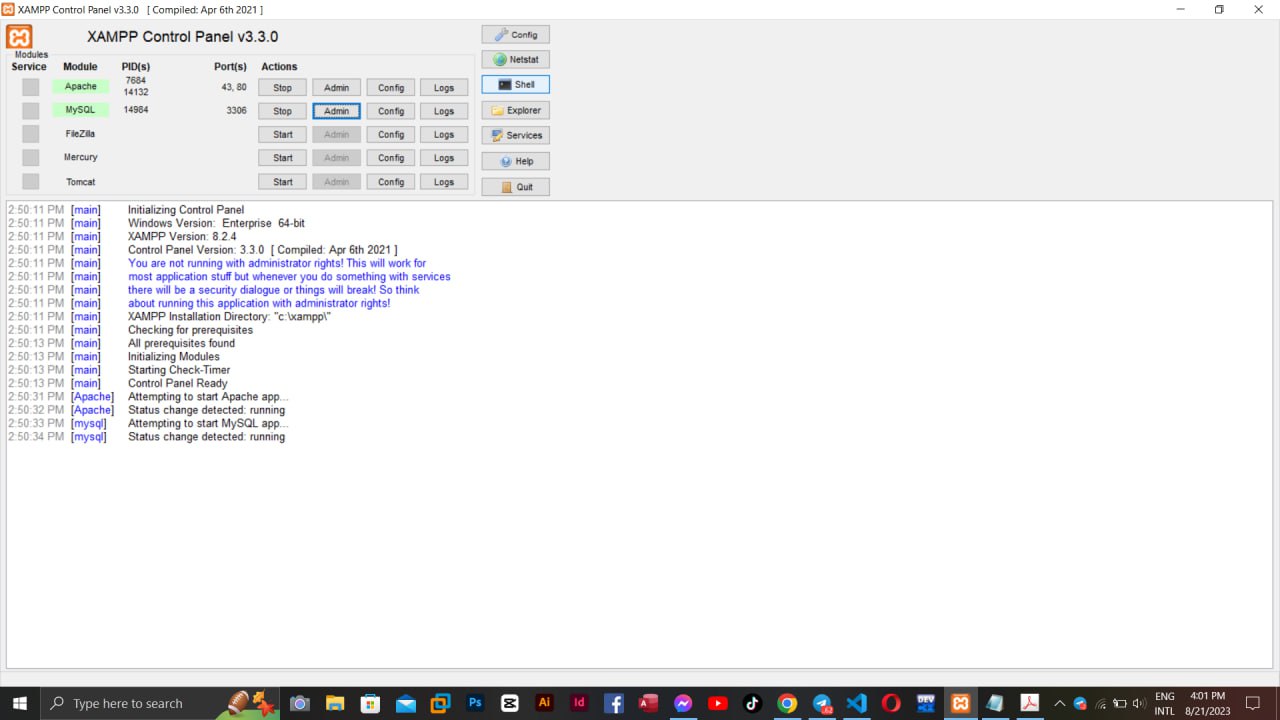 XAMPP Control Panel v3.3.0 [ Compiled: Apr 6th 2021 ]
XAMPP Control Panel v3.3.0
Modules
Service Module PID(s) Port(s) Actions
Apache 7684 14132 43, 80 Stop Admin Config Logs
MySQL 14984 3306 Stop Admin Config Logs
FileZilla Start Admin Config Logs
Mercury Start Admin Config Logs
Tomcat Start Admin Config Logs
Config
Netstat
Shell
Explorer
Services
Help
Quit
2:50:11 PM [main] Initializing Control Panel
2:50:11 PM [main] Windows Version: Enterprise 64-bit
2:50:11 PM [main] XAMPP Version: 8.2.4
2:50:11 PM [main] Control Panel Version: 3.3.0 [ Compiled: Apr 6th 2021 ]
2:50:11 PM [main] You are not running with administrator rights! This will work for
2:50:11 PM [main] most application stuff but whenever you do something with services
2:50:11 PM [main] there will be a security dialogue or things will break! So think
2:50:11 PM [main] about running this application with administrator rights!
2:50:11 PM [main] XAMPP Installation Directory: "c:\xampp\"
2:50:11 PM [main] Checking for prerequisites
2:50:13 PM [main] All prerequisites found
2:50:13 PM [main] Initializing Modules
2:50:13 PM [main] Starting Check-Timer
2:50:13 PM [main] Control Panel Ready
2:50:31 PM [Apache] Attempting to start Apache app...
2:50:32 PM [Apache] Status change detected: running
2:50:33 PM [mysql] Attempting to start MySQL app...
2:50:34 PM [mysql] Status change detected: running
Type here to search
Ps
Ai
Id
DEV
ENG
INTL
4:01 PM
8/21/2023